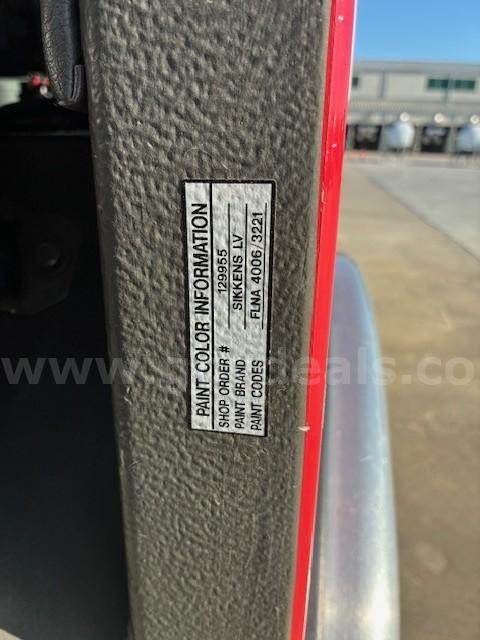 PAINT COLOR INFORMATION
SHOP ORDER # 129955
PAINT BRAND SIKKENS LV
PAINT CODES FLNA 4006/3221